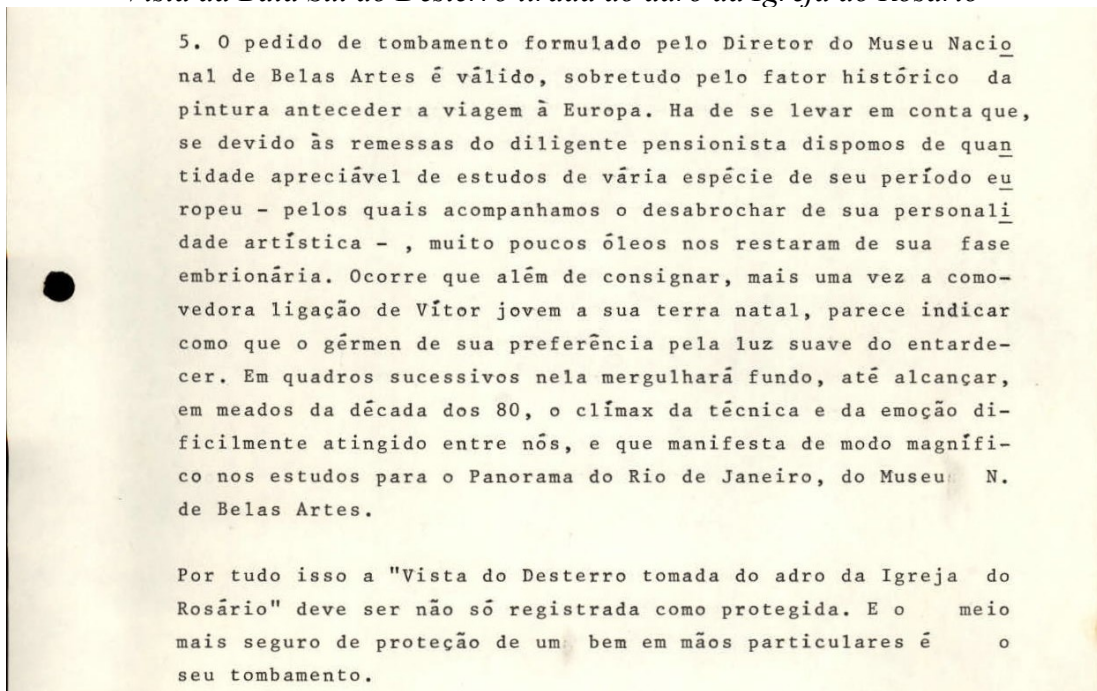 Vista da Baía Sul do Desterro tirada do adro da Igreja do Rosário
5. O pedido de tombamento formulado pelo Diretor do Museu Nacio
nal de Belas Artes é válido, sobretudo pelo fator histórico da
pintura anteceder a viagem à Europa. Ha de se levar em conta que,
se devido às remessas do diligente pensionista dispomos de quan
tidade apreciável de estudos de vária espécie de seu período eu
ropeu - pelos quais acompanhamos o desabrochar de sua personali
dade artística - , muito poucos óleos nos restaram de sua fase
embrionária. Ocorre que além de consignar, mais uma vez a como-
vedora ligação de Vítor jovem a sua terra natal, parece indicar
como que o gérmen de sua preferência pela luz suave do entarde-
cer. Em quadros sucessivos nela mergulhará fundo, até alcançar,
em meados da década dos 80, o clímax da técnica e da emoção di-
ficilmente atingido entre nós, e que manifesta de modo magnífi-
co nos estudos para o Panorama do Rio de Janeiro, do Museu N.
de Belas Artes.
Por tudo isso a "Vista do Desterro tomada do adro da Igreja do
Rosário" deve ser não só registrada como protegida. E o meio
mais seguro de proteção de um bem em mãos particulares é o
seu tombamento.